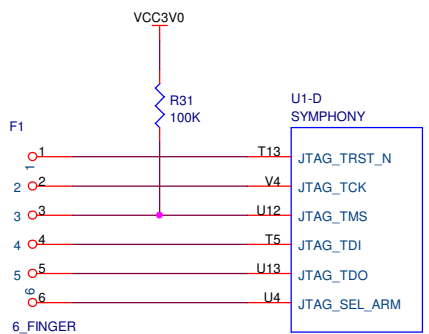 VCC3V0
R31
100K
U1-D
SYMPHONY
F1
1 1 T13 JTAG_TRST_N
2 2 V4 JTAG_TCK
3 3 U12 JTAG_TMS
4 4 T5 JTAG_TDI
5 5 U13 JTAG_TDO
6 6 U4 JTAG_SEL_ARM
6_FINGER